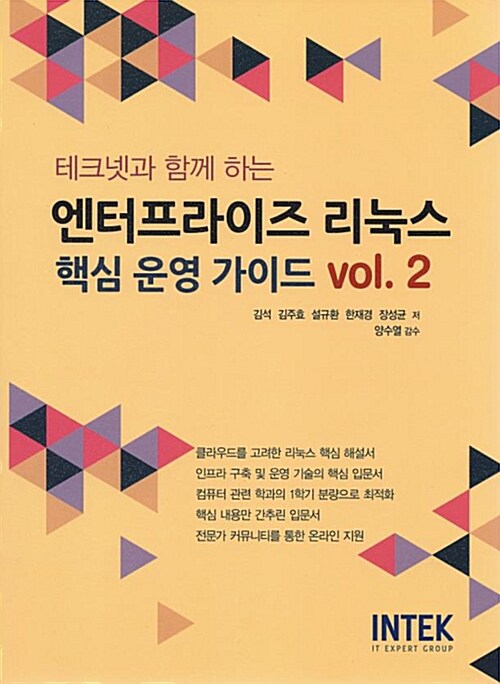 테크넷과 함께 하는
엔터프라이즈 리눅스
핵심 운영 가이드 vol. 2
김석 김주효 설규환 한재경 장성균 저
양수열 감수
클라우드를 고려한 리눅스 핵심 해설서
인프라 구축 및 운영 기술의 핵심 입문서
컴퓨터 관련 학과의 1학기 분량으로 최적화
핵심 내용만 간추린 입문서
전문가 커뮤니티를 통한 온라인 지원
INTEK
IT EXPERT GROUP